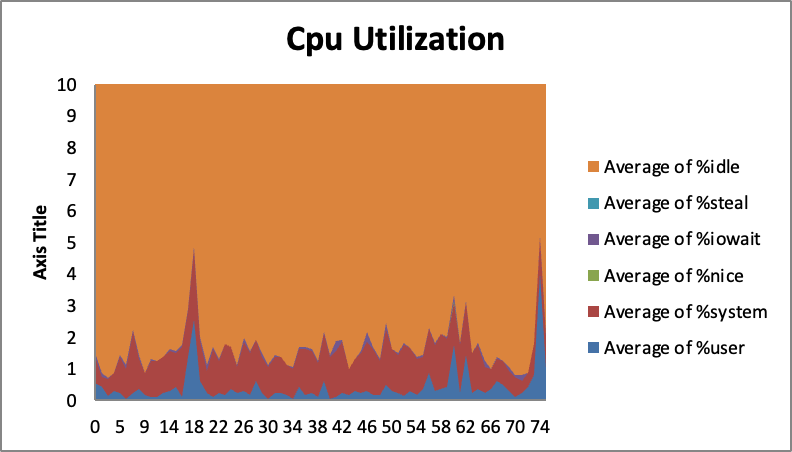 Cpu Utilization
Axis Title
10
9
8
7
6
5
4
3
2
1
0
0 5 9 14 18 22 26 30 34 38 42 46 50 54 58 62 66 70 74
Average of %idle
Average of %steal
Average of %iowait
Average of %nice
Average of %system
Average of %user